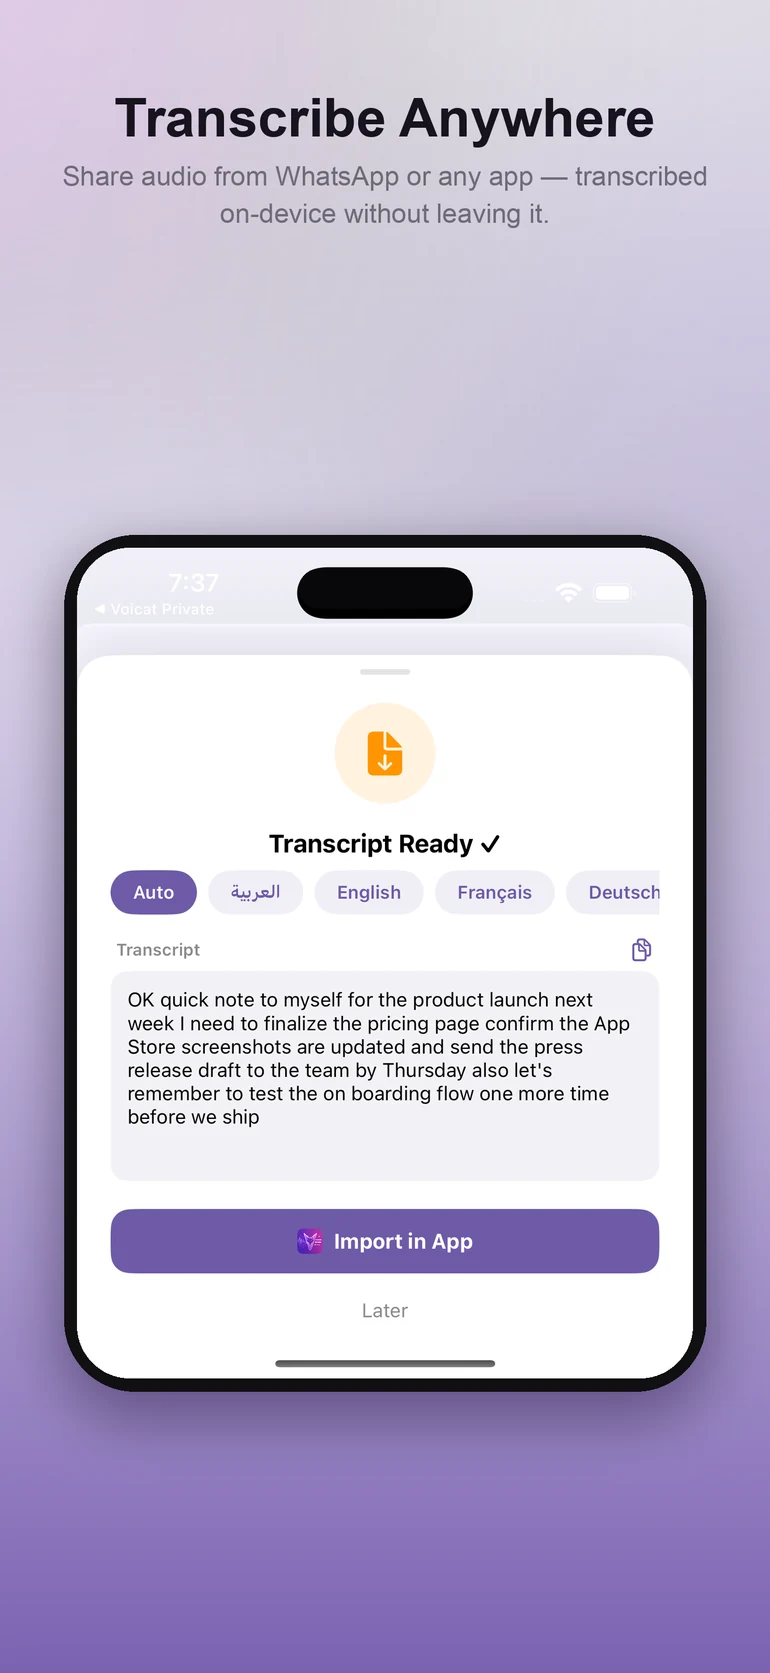 Transcribe Anywhere
Share audio from WhatsApp or any app — transcribed
on-device without leaving it.
7:37
◀ Voicat Private
Transcript Ready ✓
Auto
العربية
English
Français
Deutsch
Transcript
OK quick note to myself for the product launch next
week I need to finalize the pricing page confirm the App
Store screenshots are updated and send the press
release draft to the team by Thursday also let's
remember to test the on boarding flow one more time
before we ship
Import in App
Later